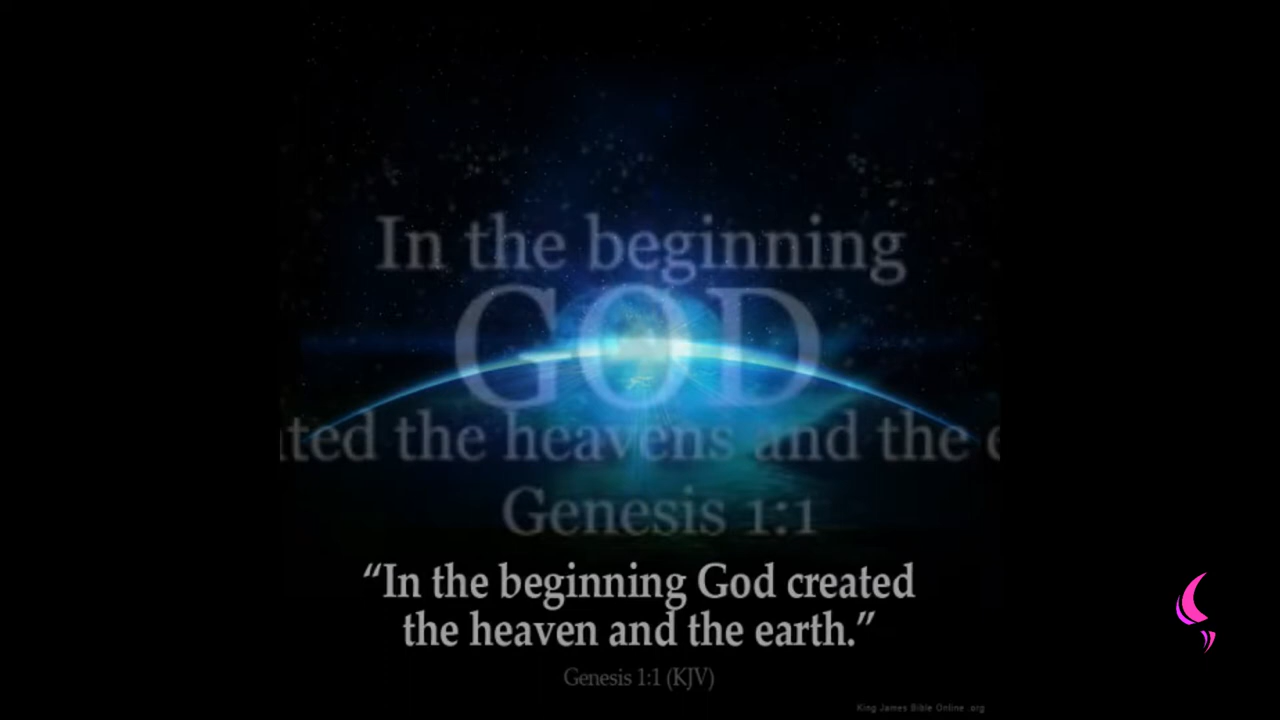 In the beginning
GOD
ted the heavens and the
Genesis 1:1
“In the beginning God created
the heaven and the earth.”
Genesis 1:1 (KJV)
King James Bible Online .org